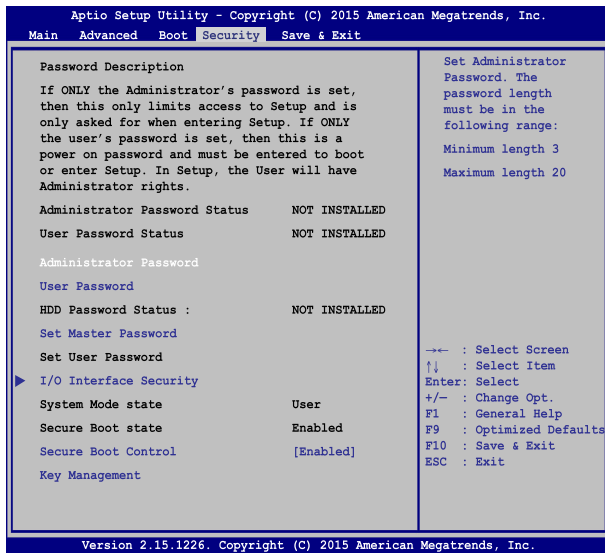 Aptio Setup Utility - Copyright (C) 2015 American Megatrends, Inc.
Main Advanced Boot Security Save & Exit
Password Description
If ONLY the Administrator's password is set,
then this only limits access to Setup and is
only asked for when entering Setup. If ONLY
the user's password is set, then this is a
power on password and must be entered to boot
or enter Setup. In Setup, the User will have
Administrator rights.
Administrator Password Status NOT INSTALLED
User Password Status NOT INSTALLED
Administrator Password
User Password
HDD Password Status : NOT INSTALLED
Set Master Password
Set User Password
I/O Interface Security
System Mode state User
Secure Boot state Enabled
Secure Boot Control [Enabled]
Key Management
Set Administrator
Password. The
password length
must be in the
following range:
Minimum length 3
Maximum length 20
→← : Select Screen
↑↓ : Select Item
Enter: Select
+/— : Change Opt.
F1 : General Help
F9 : Optimized Defaults
F10 : Save & Exit
ESC : Exit
Version 2.15.1226. Copyright (C) 2015 American Megatrends, Inc.